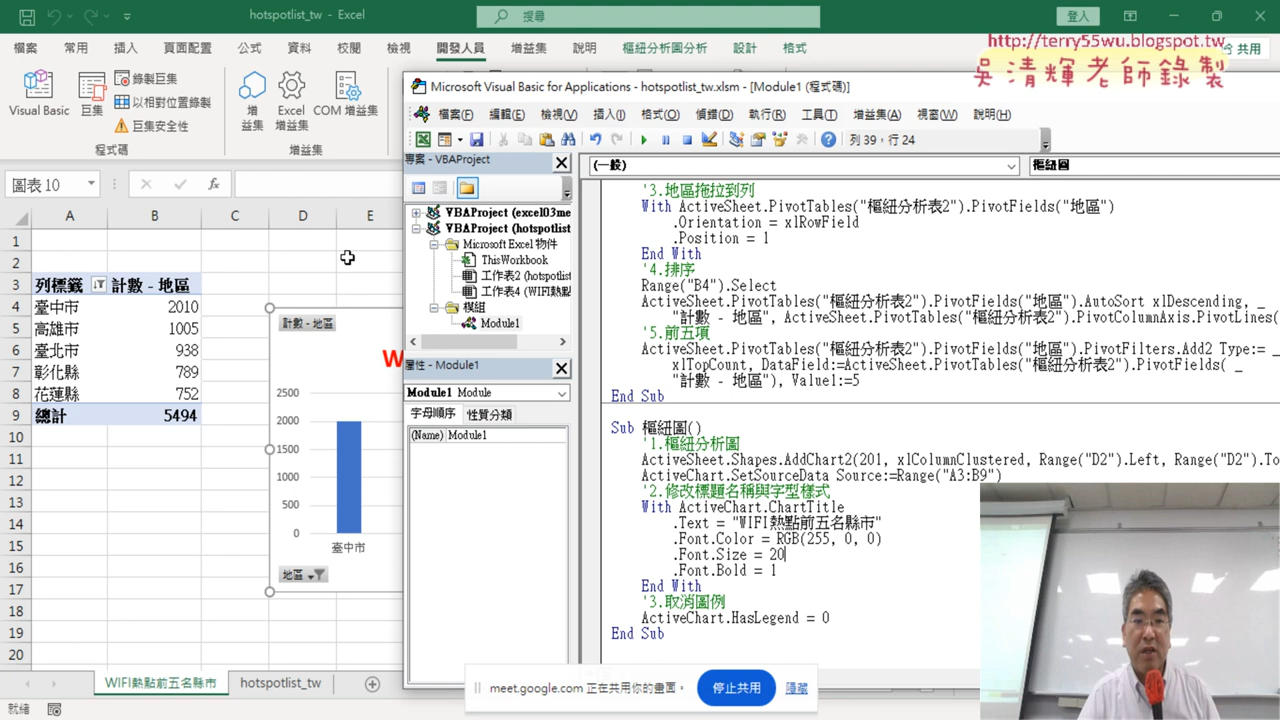 hotspotlist_tw - Excel
搜尋
登入
檔案 常用 插入 頁面配置 公式 資料 校閱 檢視 開發人員 增益集 說明 樞紐分析圖分析 設計 格式
共用
http://terry55wu.blogspot.tw
吳清輝老師錄製
Visual Basic
巨集
錄製巨集
以相對位置錄製
巨集安全性
程式碼
增益集
Excel 增益集
COM 增益集
增益集
Microsoft Visual Basic for Applications - hotspotlist_tw.xlsm - [Module1 (程式碼)]
檔案(F) 編輯(E) 檢視(V) 插入(I) 格式(O) 偵錯(D) 執行(R) 工具(T) 增益集(A) 視窗(W) 說明(H)
列 39，行 24
圖表 10
專案 - VBAProject
VBAProject (excel03me
VBAProject (hotspotlist
Microsoft Excel 物件
ThisWorkbook
工作表2 (hotspotlis
工作表4 (WIFI熱點
模組
Module1
屬性 - Module1
Module1 Module
字母順序 性質分類
(Name) Module1
(一般)
樞紐圖
'3.地區拖拉到列
With ActiveSheet.PivotTables("樞紐分析表2").PivotFields("地區")
.Orientation = xlRowField
.Position = 1
End With
'4.排序
Range("B4").Select
ActiveSheet.PivotTables("樞紐分析表2").PivotFields("地區").AutoSort xlDescending, _
"計數 - 地區", ActiveSheet.PivotTables("樞紐分析表2").PivotColumnAxis.PivotLines(
'5.前五項
ActiveSheet.PivotTables("樞紐分析表2").PivotFields("地區").PivotFilters.Add2 Type:= _
xlTopCount, DataField:=ActiveSheet.PivotTables("樞紐分析表2").PivotFields( _
"計數 - 地區"), Value1:=5
End Sub
Sub 樞紐圖()
'1.樞紐分析圖
ActiveSheet.Shapes.AddChart2(201, xlColumnClustered, Range("D2").Left, Range("D2").To
ActiveChart.SetSourceData Source:=Range("A3:B9")
'2.修改標題名稱與字型樣式
With ActiveChart.ChartTitle
.Text = "WIFI熱點前五名縣市"
.Font.Color = RGB(255, 0, 0)
.Font.Size = 20
.Font.Bold = 1
End With
'3.取消圖例
ActiveChart.HasLegend = 0
End Sub
A B C D E
1
2
3 列標籤 計數 - 地區
4 臺中市 2010
5 高雄市 1005
6 臺北市 938
7 彰化縣 789
8 花蓮縣 752
9 總計 5494
10
11
12
13
14
15
16
17
18
19
20
計數 - 地區
W
2500
2000
1500
1000
500
0
臺中市
地區
WIFI熱點前五名縣市 hotspotlist_tw
就緒
meet.google.com 正在共用你的畫面。 停止共用 隱藏